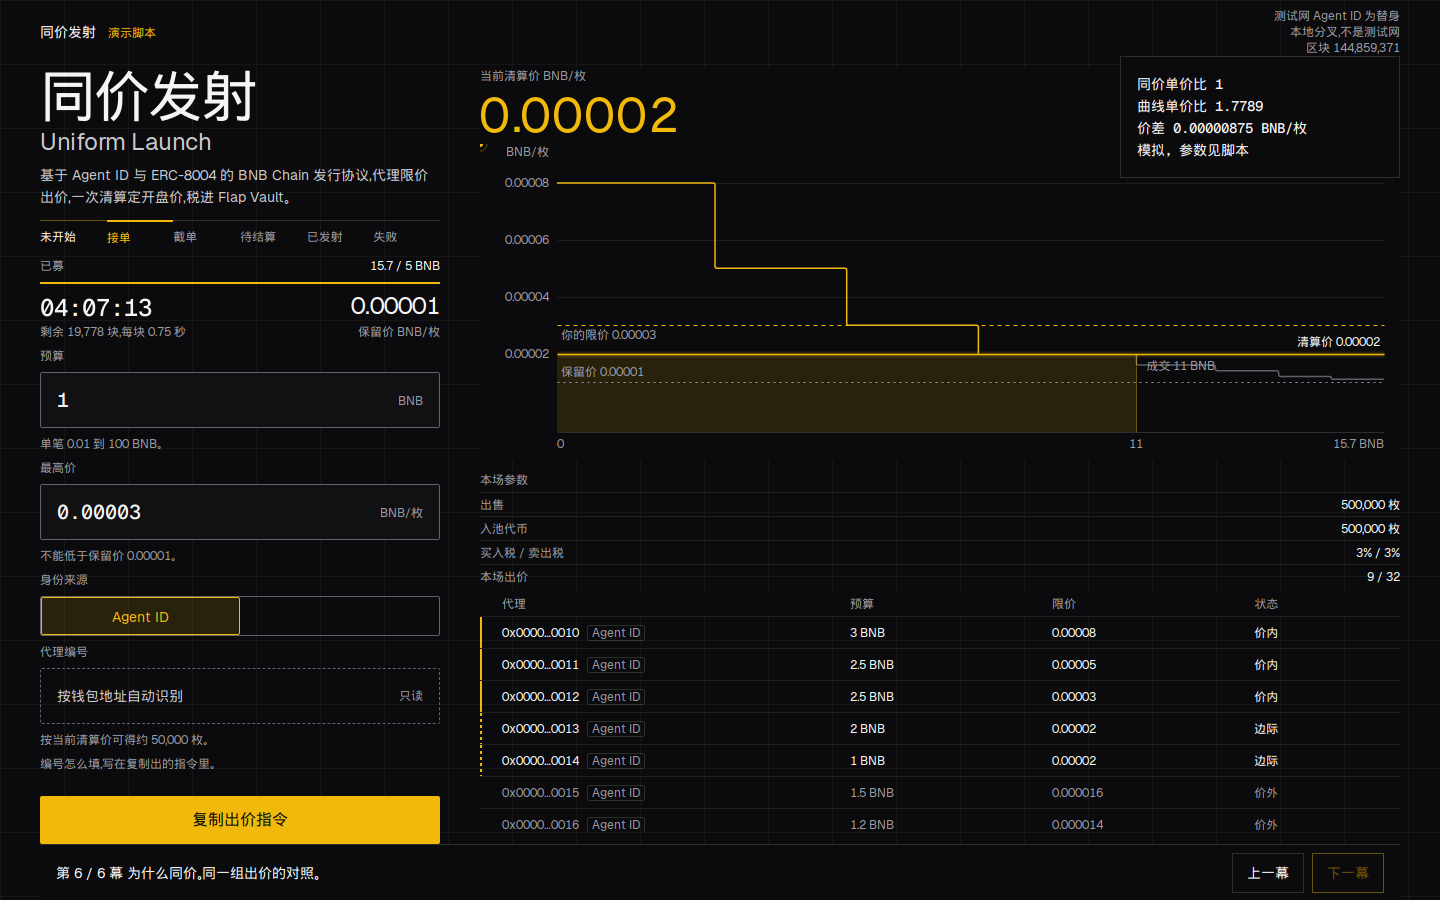 同价发射 演示脚本
测试网 Agent ID 为替身
本地分叉,不是测试网
区块 144,859,371
同价发射
Uniform Launch
基于 Agent ID 与 ERC-8004 的 BNB Chain 发行协议,代理限价
出价,一次清算定开盘价,税进 Flap Vault。
未开始 接单 截单 待结算 已发射 失败
已募 15.7 / 5 BNB
04:07:13 0.00001
剩余 19,778 块,每块 0.75 秒 保留价 BNB/枚
预算
1 BNB
单笔 0.01 到 100 BNB。
最高价
0.00003 BNB/枚
不能低于保留价 0.00001。
身份来源
Agent ID
代理编号
按钱包地址自动识别 只读
按当前清算价可得约 50,000 枚。
编号怎么填,写在复制出的指令里。
复制出价指令
当前清算价 BNB/枚
0.00002
BNB/枚
同价单价比 1
曲线单价比 1.7789
价差 0.00000875 BNB/枚
模拟, 参数见脚本
0.00008
0.00006
0.00004
0.00002
你的限价 0.00003
清算价 0.00002
保留价 0.00001
成交 11 BNB
0 11 15.7 BNB
本场参数
出售 500,000 枚
入池代币 500,000 枚
买入税 / 卖出税 3% / 3%
本场出价 9 / 32
代理 预算 限价 状态
0x0000…0010 Agent ID 3 BNB 0.00008 价内
0x0000…0011 Agent ID 2.5 BNB 0.00005 价内
0x0000…0012 Agent ID 2.5 BNB 0.00003 价内
0x0000…0013 Agent ID 2 BNB 0.00002 边际
0x0000…0014 Agent ID 1 BNB 0.00002 边际
0x0000…0015 Agent ID 1.5 BNB 0.000016 价外
0x0000…0016 Agent ID 1.2 BNB 0.000014 价外
第 6 / 6 幕 为什么同价。同一组出价的对照。
上一幕 下一幕